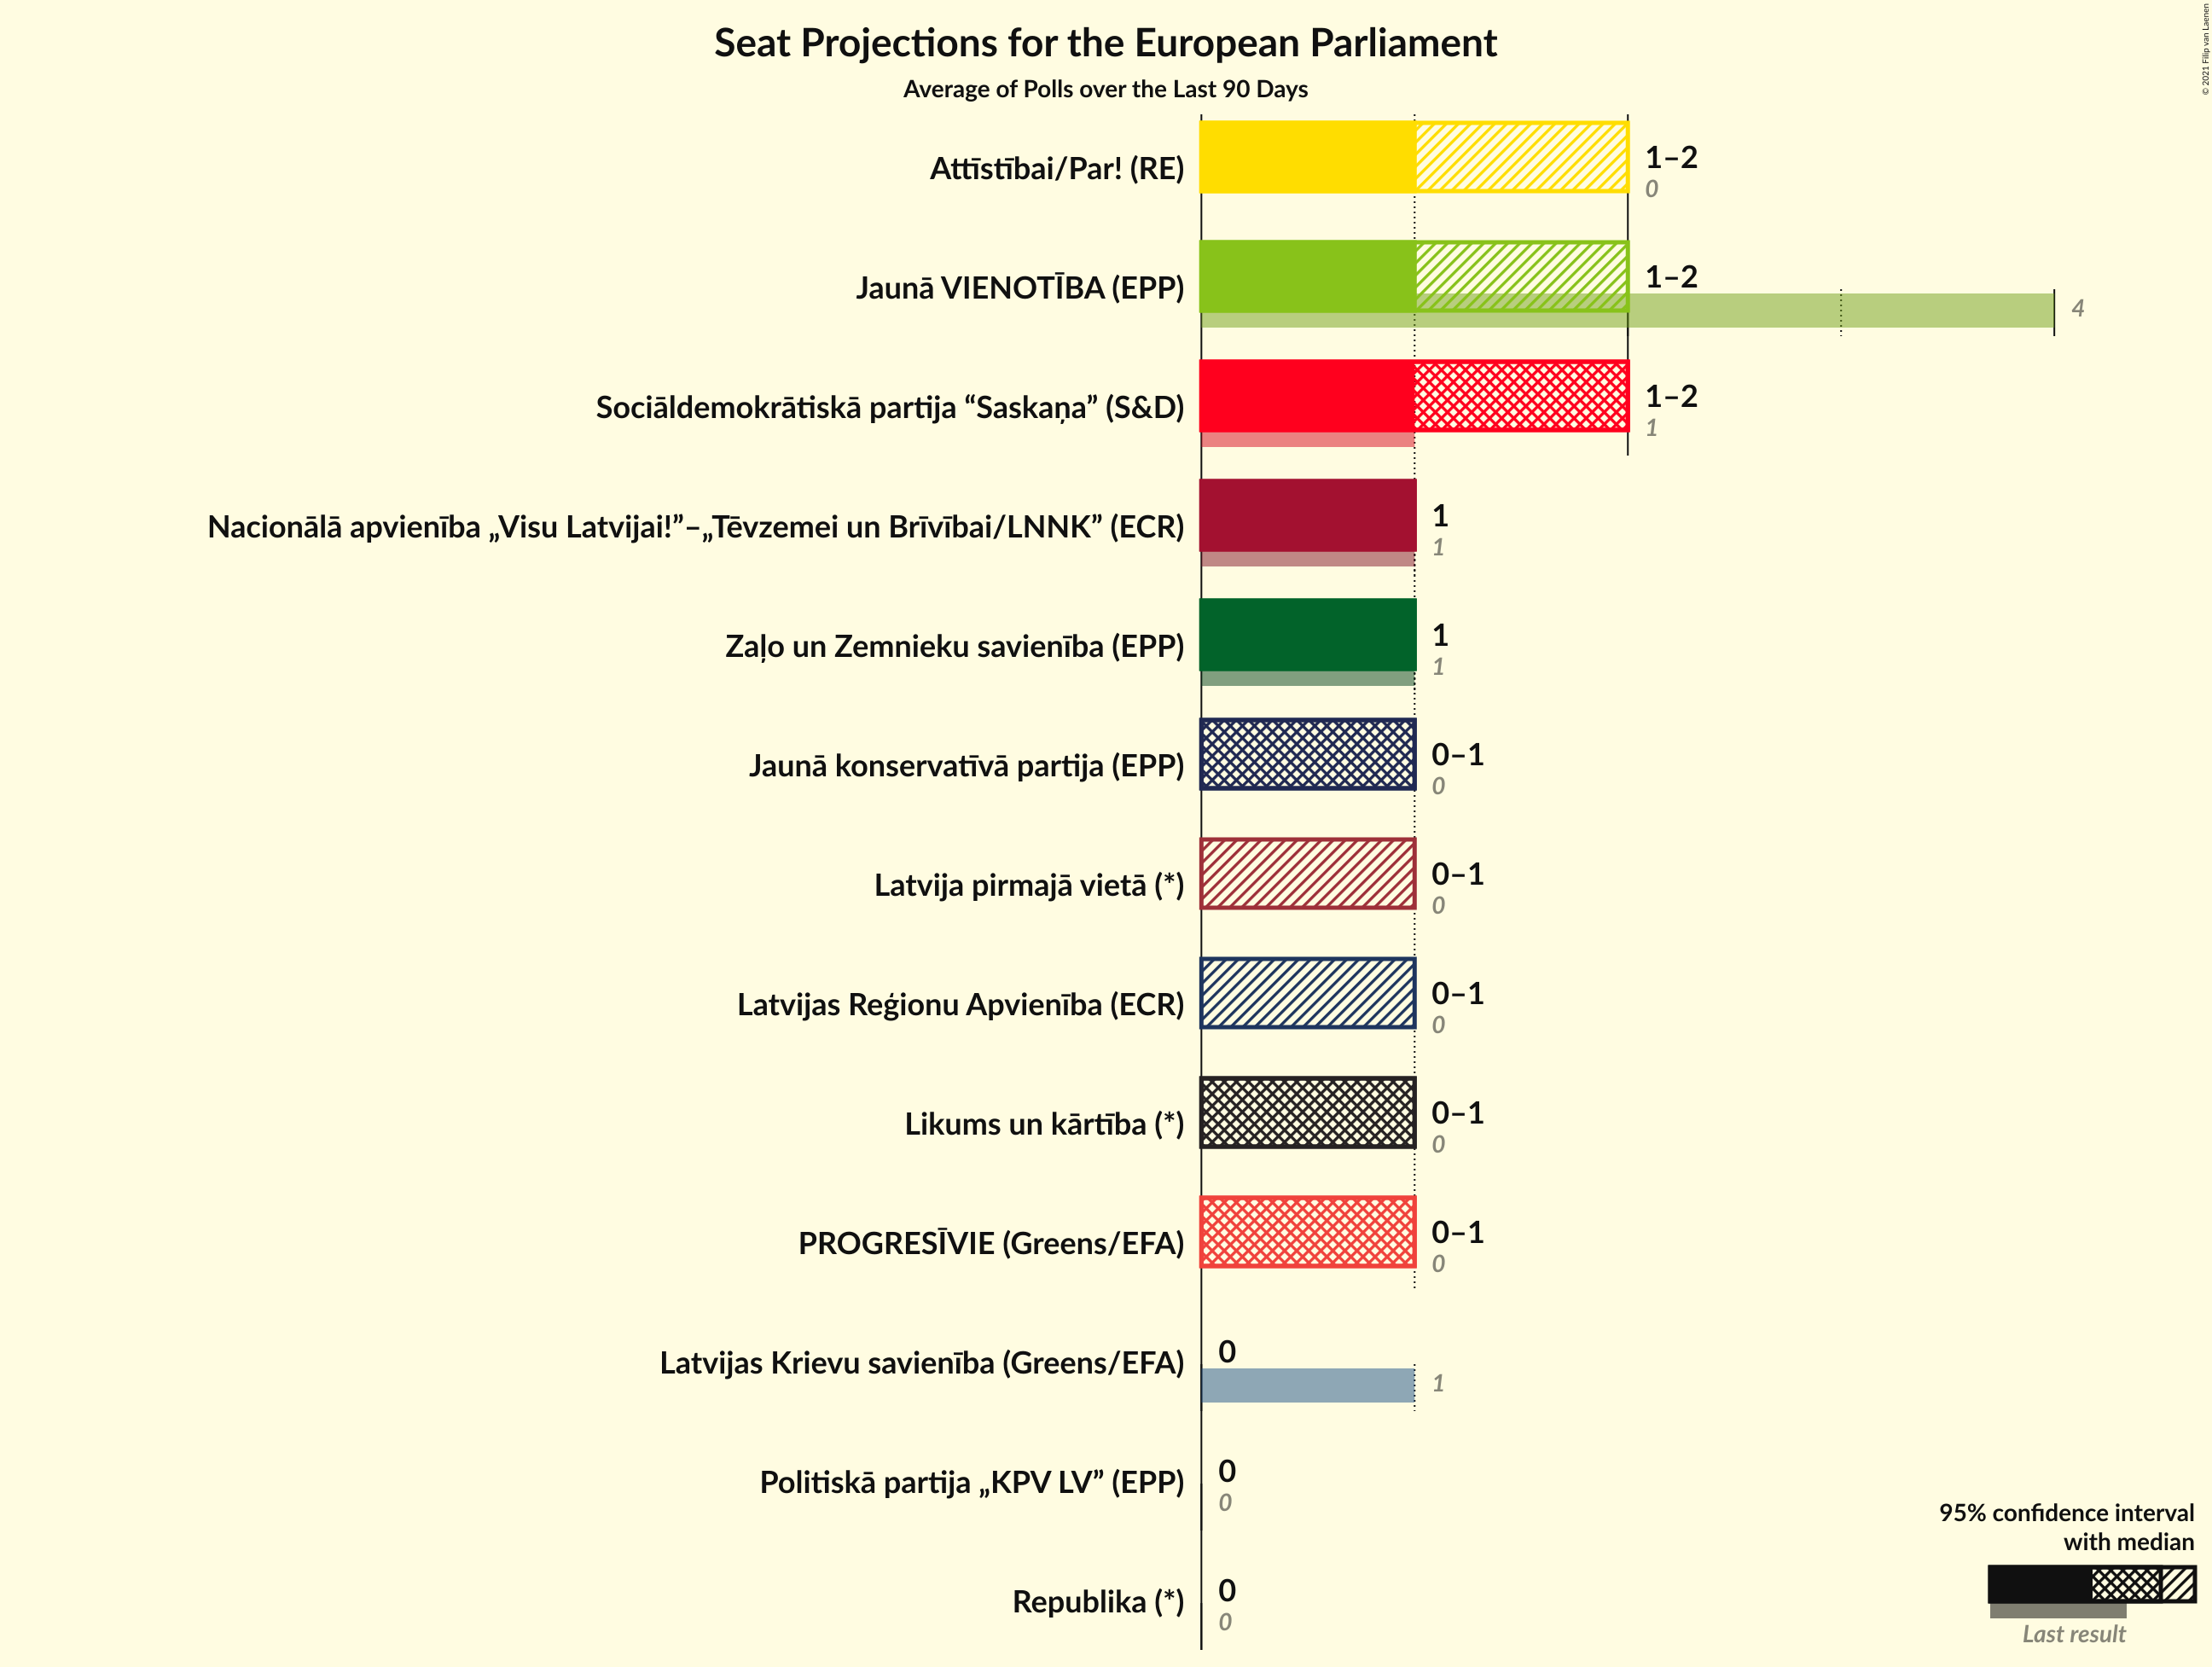 Seat Projections for the European Parliament
Average of Polls over the Last 90 Days
© 2021 Filip van Laenen
Attīstībai/Par! (RE)
1–2
0
Jaunā VIENOTĪBA (EPP)
1–2
4
Sociāldemokrātiskā partija “Saskaņa” (S&D)
1–2
1
Nacionālā apvienība „Visu Latvijai!”–„Tēvzemei un Brīvībai/LNNK” (ECR)
1
1
Zaļo un Zemnieku savienība (EPP)
1
1
Jaunā konservatīvā partija (EPP)
0–1
0
Latvija pirmajā vietā (*)
0–1
0
Latvijas Reģionu Apvienība (ECR)
0–1
0
Likums un kārtība (*)
0–1
0
PROGRESĪVIE (Greens/EFA)
0–1
0
Latvijas Krievu savienība (Greens/EFA)
0
1
Politiskā partija „KPV LV” (EPP)
0
0
Republika (*)
0
0
95% confidence interval
with median
Last result